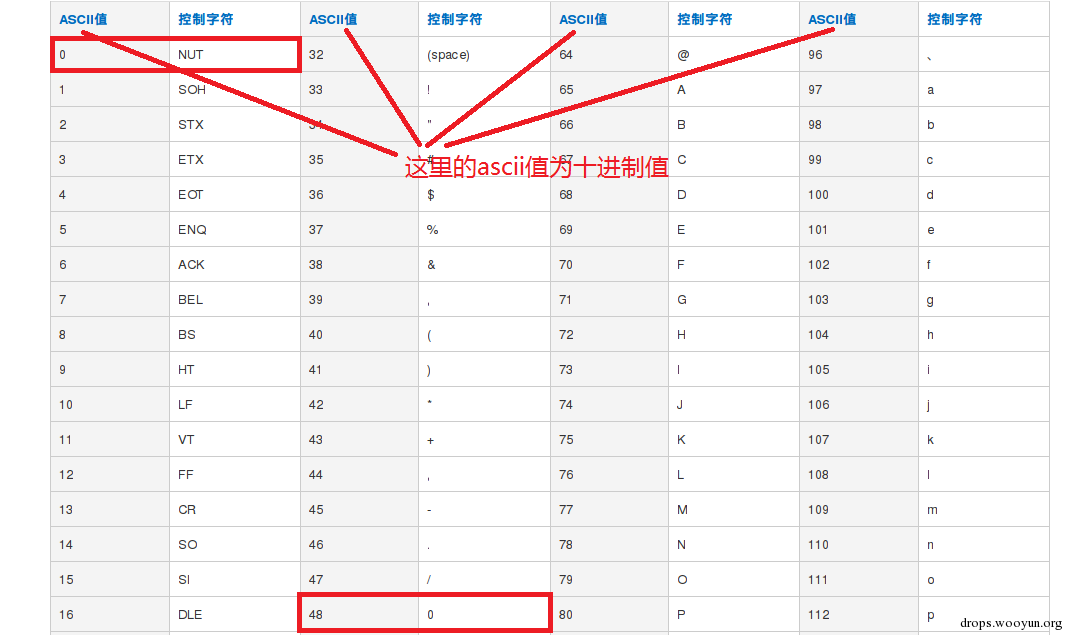 ASCII值 控制字符 ASCII值 控制字符 ASCII值 控制字符 ASCII值 控制字符
0 NUT 32 (space) 64 @ 96 、
1 SOH 33 ! 65 A 97 a
2 STX 34 " 66 B 98 b
3 ETX 35 # 67 C 99 c
这里的ascii值为十进制值
4 EOT 36 $ 68 D 100 d
5 ENQ 37 % 69 E 101 e
6 ACK 38 & 70 F 102 f
7 BEL 39 , 71 G 103 g
8 BS 40 ( 72 H 104 h
9 HT 41 ) 73 I 105 i
10 LF 42 * 74 J 106 j
11 VT 43 + 75 K 107 k
12 FF 44 , 76 L 108 l
13 CR 45 - 77 M 109 m
14 SO 46 . 78 N 110 n
15 SI 47 / 79 O 111 o
16 DLE 48 0 80 P 112 p
drops.wooyun.org